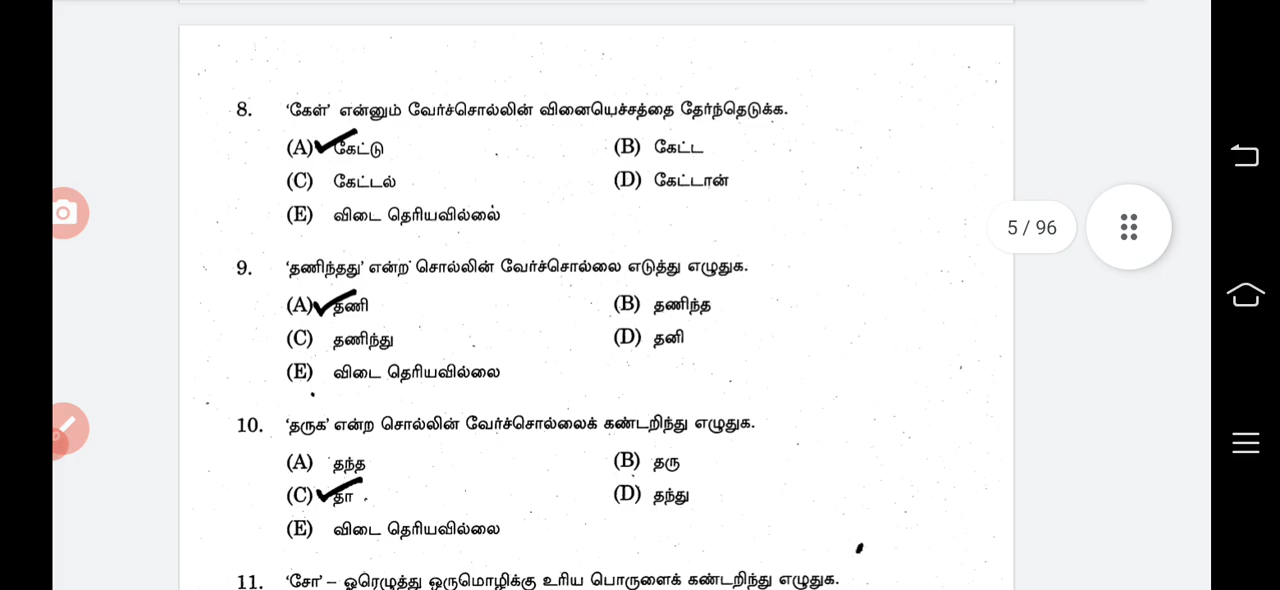 8. 'கேள்' என்னும் வேர்ச்சொல்லின் வினையெச்சத்தை தேர்ந்தெடுக்க.
(A) கேட்டு (B) கேட்ட
(C) கேட்டல் (D) கேட்டான்
(E) விடை தெரியவில்லை
5 / 96
9. 'தணிந்தது' என்ற சொல்லின் வேர்ச்சொல்லை எடுத்து எழுதுக.
(A) தணி (B) தணிந்த
(C) தணிந்து (D) தனி
(E) விடை தெரியவில்லை
10. 'தருக' என்ற சொல்லின் வேர்ச்சொல்லைக் கண்டறிந்து எழுதுக.
(A) தந்த (B) தரு
(C) தா (D) தந்து
(E) விடை தெரியவில்லை
11. 'சோ' – ஓரெழுத்து ஒருமொழிக்கு உரிய பொருளைக் கண்டறிந்து எழுதுக.